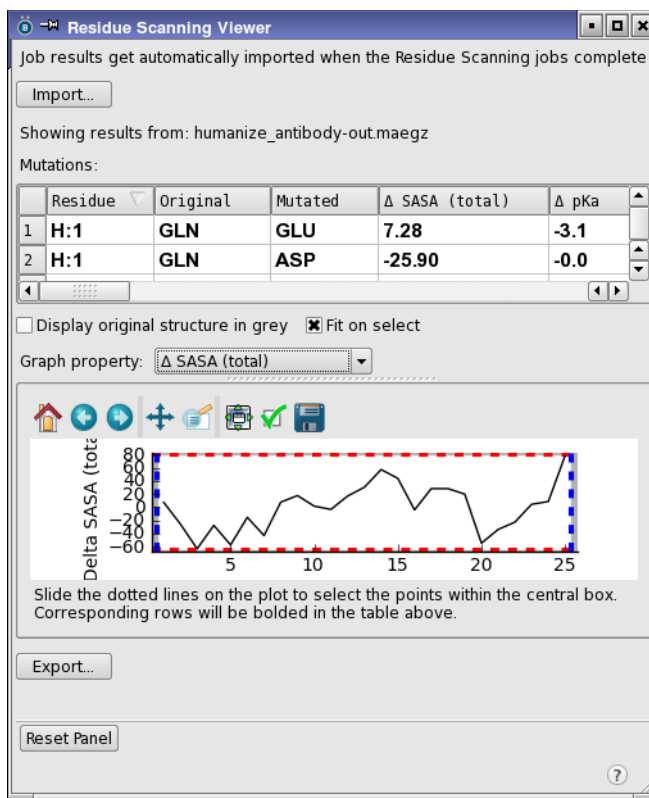 Residue Scanning Viewer
Job results get automatically imported when the Residue Scanning jobs complete
Import...
Showing results from: humanize_antibody-out.maegz
Mutations:
Residue Original Mutated Δ SASA (total) Δ pKa
1 H:1 GLN GLU 7.28 -3.1
2 H:1 GLN ASP -25.90 -0.0
Display original structure in grey Fit on select
Graph property: Δ SASA (total)
Delta SASA (tota
80
60
40
20
0
−20
−40
−60
5 10 15 20 25
Slide the dotted lines on the plot to select the points within the central box.
Corresponding rows will be bolded in the table above.
Export...
Reset Panel
?